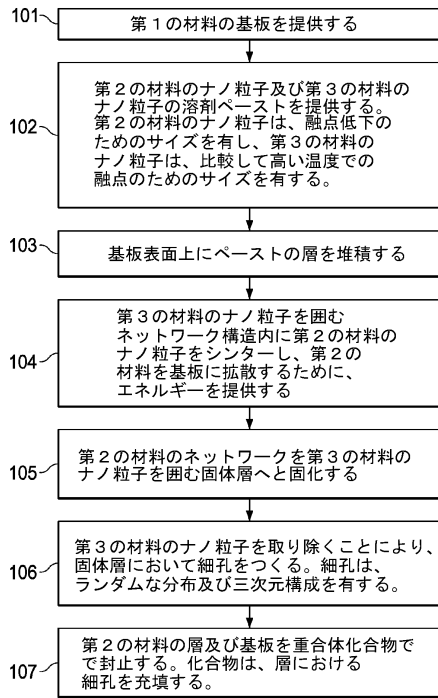 101
第1の材料の基板を提供する
102
第2の材料のナノ粒子及び第3の材料の
ナノ粒子の溶剤ペーストを提供する。
第2の材料のナノ粒子は、融点低下の
ためのサイズを有し、第3の材料の
ナノ粒子は、比較して高い温度での
融点のためのサイズを有する。
103
基板表面上にペーストの層を堆積する
104
第3の材料のナノ粒子を囲む
ネットワーク構造内に第2の材料の
ナノ粒子をシンターし、第2の
材料を基板に拡散するために、
エネルギーを提供する
105
第2の材料のネットワークを第3の材料の
ナノ粒子を囲む固体層へと固化する
106
第3の材料のナノ粒子を取り除くことにより、
固体層において細孔をつくる。細孔は、
ランダムな分布及び三次元構成を有する。
107
第2の材料の層及び基板を重合体化合物で
で封止する。化合物は、層における
細孔を充填する。